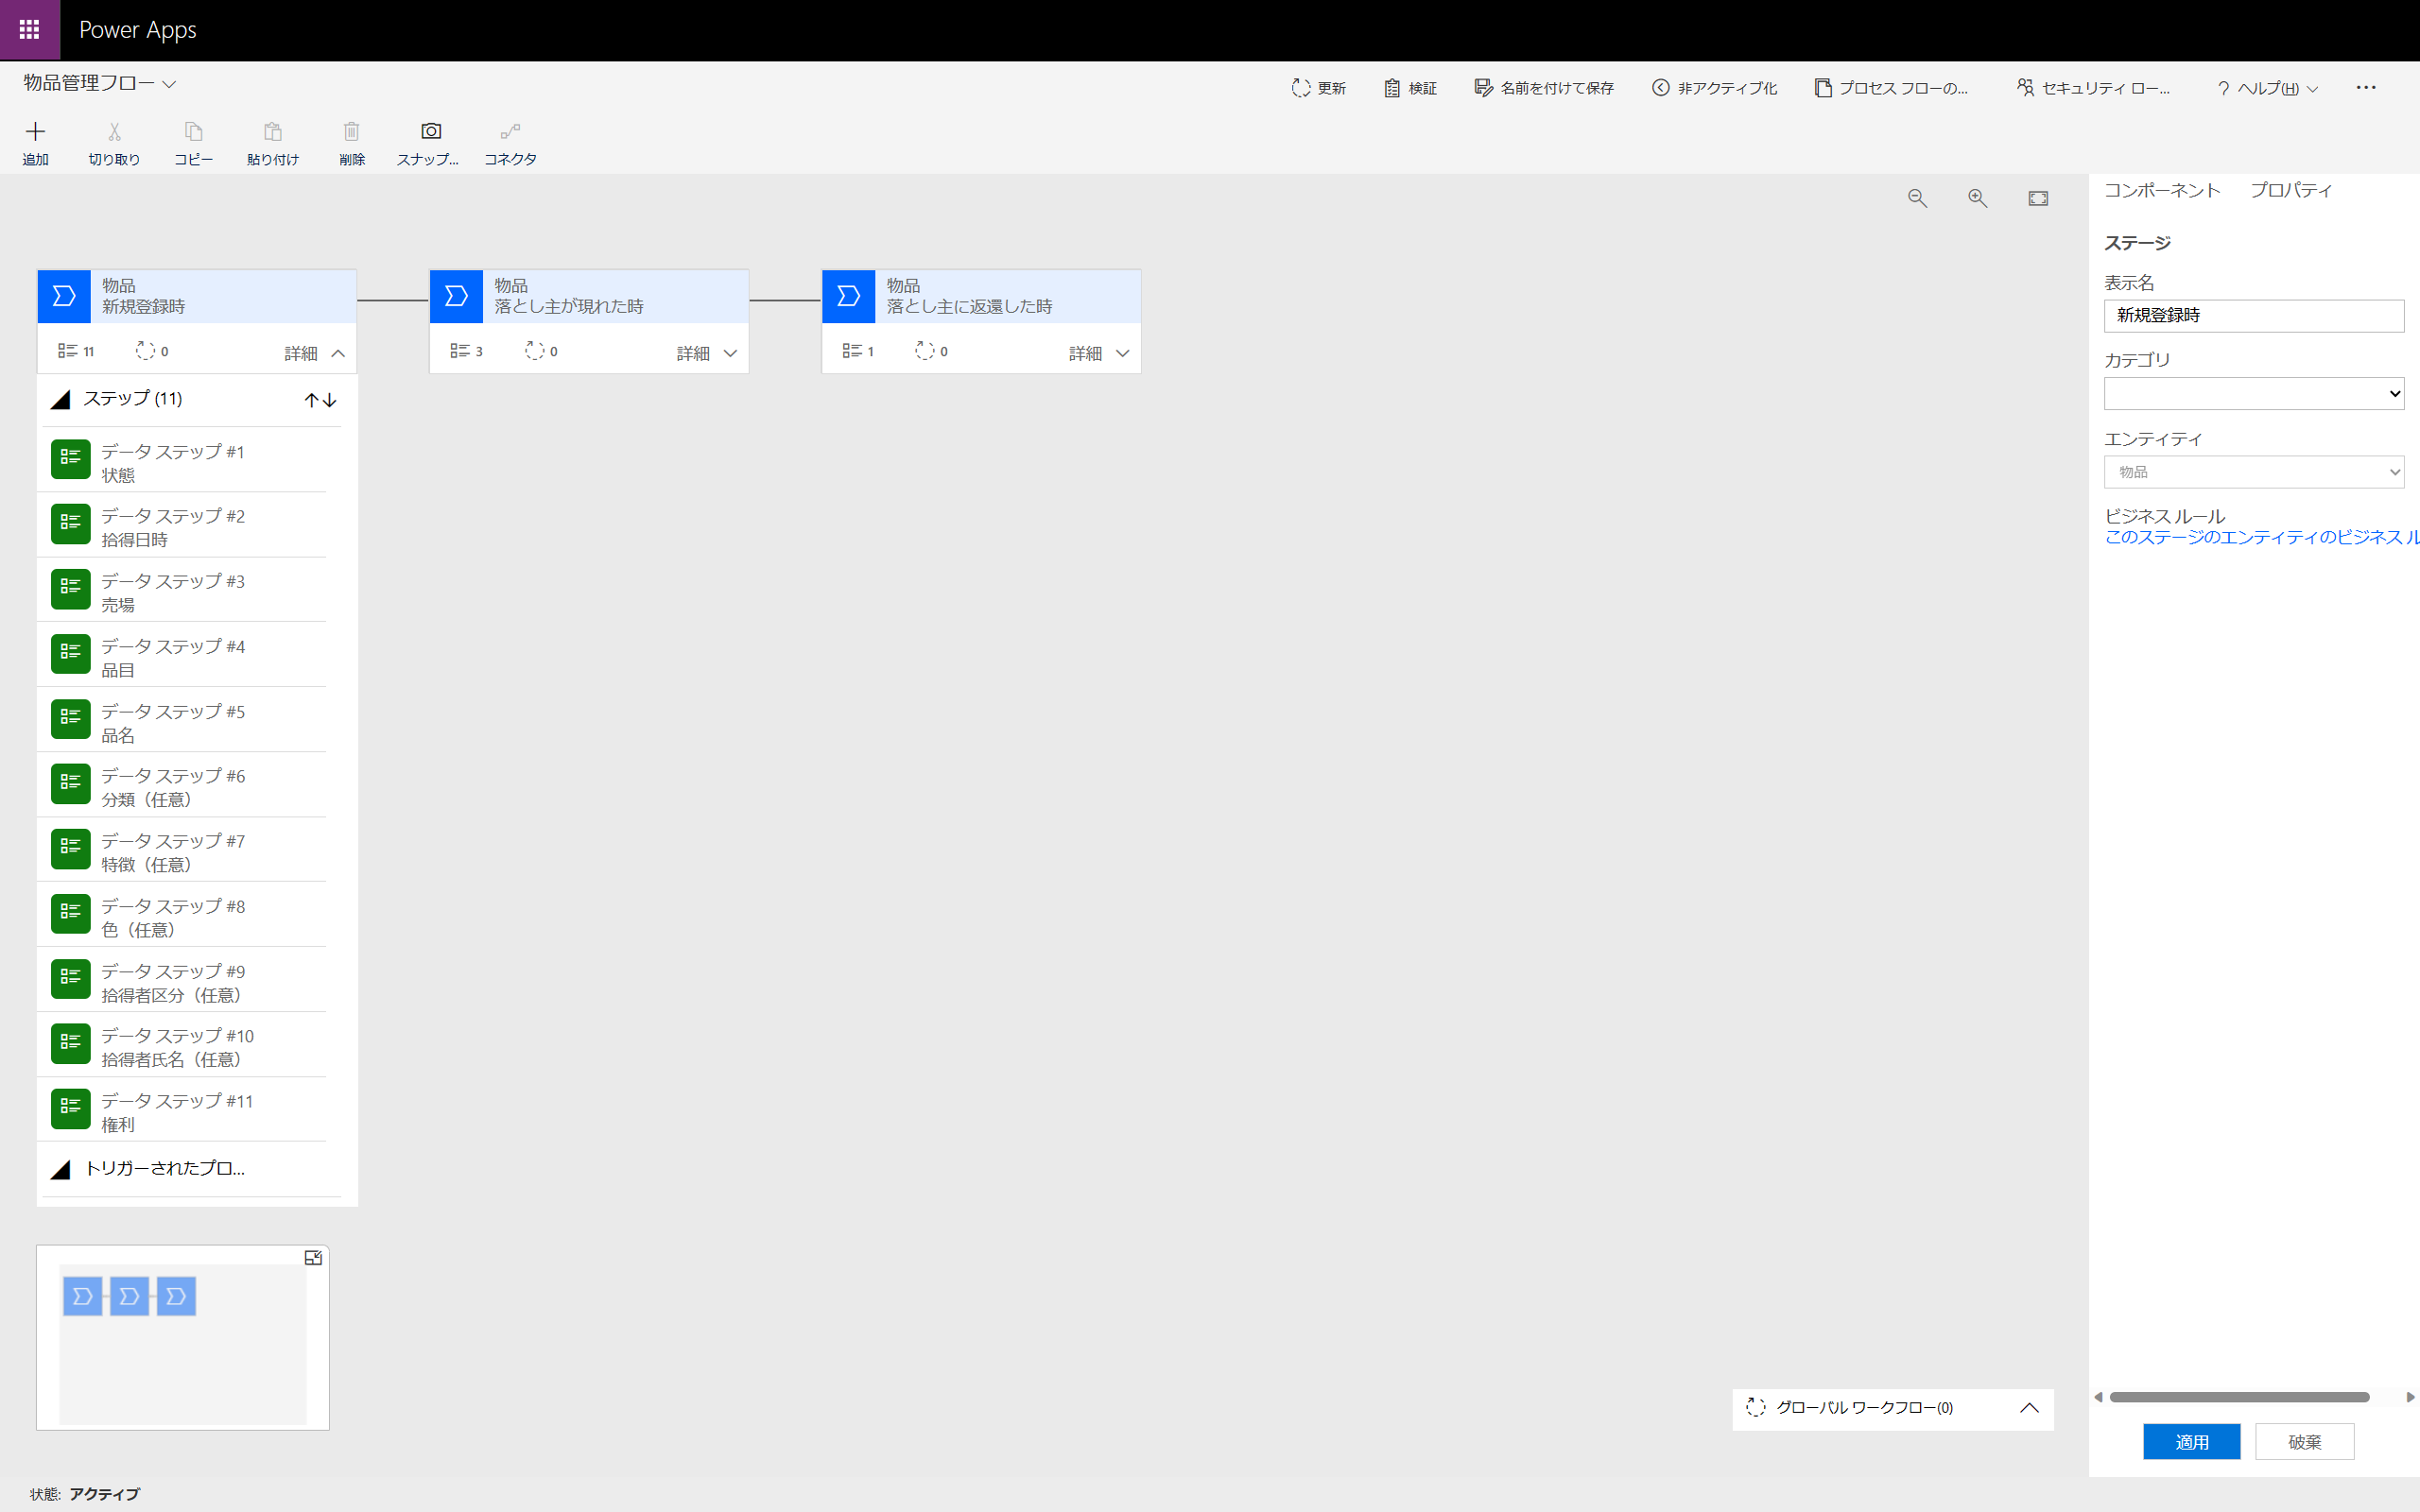 Power Apps
物品管理フロー
更新
検証
名前を付けて保存
非アクティブ化
プロセス フローの...
セキュリティ ロー...
? ヘルプ(H)
追加
切り取り
コピー
貼り付け
削除
スナップ...
コネクタ
物品
新規登録時
11
0
詳細
物品
落とし主が現れた時
3
0
詳細
物品
落とし主に返還した時
1
0
詳細
ステップ (11)
データ ステップ #1
状態
データ ステップ #2
拾得日時
データ ステップ #3
売場
データ ステップ #4
品目
データ ステップ #5
品名
データ ステップ #6
分類（任意）
データ ステップ #7
特徴（任意）
データ ステップ #8
色（任意）
データ ステップ #9
拾得者区分（任意）
データ ステップ #10
拾得者氏名（任意）
データ ステップ #11
権利
トリガーされたプロ...
グローバル ワークフロー(0)
コンポーネント
プロパティ
ステージ
表示名
新規登録時
カテゴリ
エンティティ
物品
ビジネス ルール
このステージのエンティティのビジネス ル
適用
破棄
状態: アクティブ